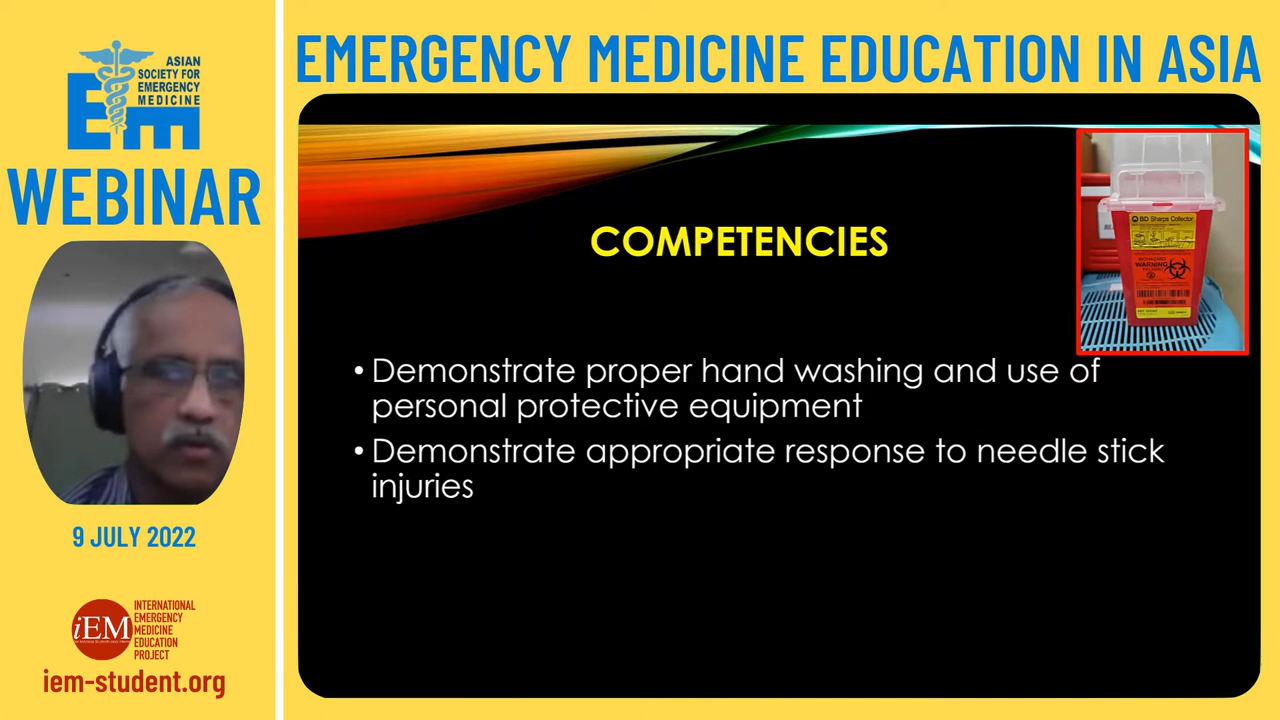 ASIAN
SOCIETY FOR
EMERGENCY
MEDICINE
Em
WEBINAR
9 JULY 2022
iEM
INTERNATIONAL
EMERGENCY
MEDICINE
EDUCATION
PROJECT
iem-student.org
EMERGENCY MEDICINE EDUCATION IN ASIA
COMPETENCIES
• Demonstrate proper hand washing and use of
personal protective equipment
• Demonstrate appropriate response to needle stick
injuries
BD Sharps Collector
BIOHAZARD
WARNING